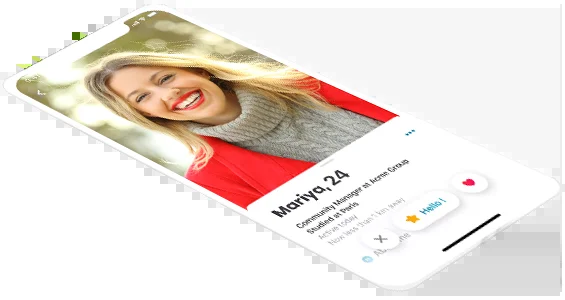 Mariya, 24
Community Manager at Acme Group
Studied at Paris
Active today
Now less than 1 km away
Hello !